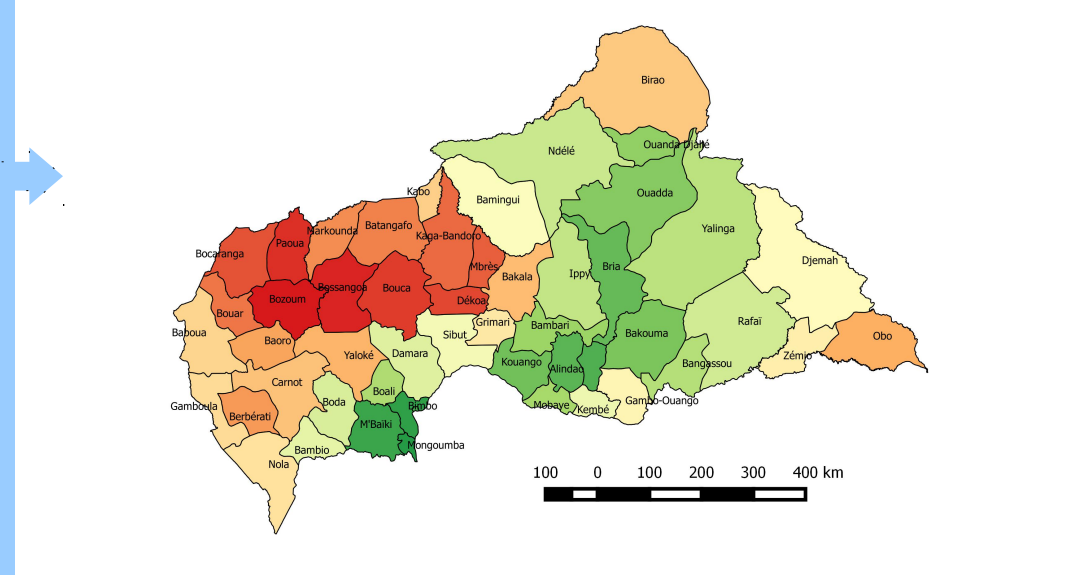 Birao
Ouanda Djallé
Ndélé
Kabo
Bamingui
Ouadda
Yalinga
Markounda
Batangafo
Paoua
Kaga-Bandoro
Bocaranga
Mbrès
Bakala
Ippy
Bria
Djemah
Bozoum
Bossangoa
Bouca
Dékoa
Bouar
Grimari
Bambari
Rafaï
Baboua
Baoro
Sibut
Bakouma
Obo
Yaloké
Damara
Zémio
Kouango
Alindao
Bangassou
Carnot
Boali
Gamboula
Boda
Bimbo
Mobaye
Kembé
Gambo-Ouango
Berbérati
M'Baïki
Mongoumba
Bambio
Nola
100 0 100 200 300 400 km